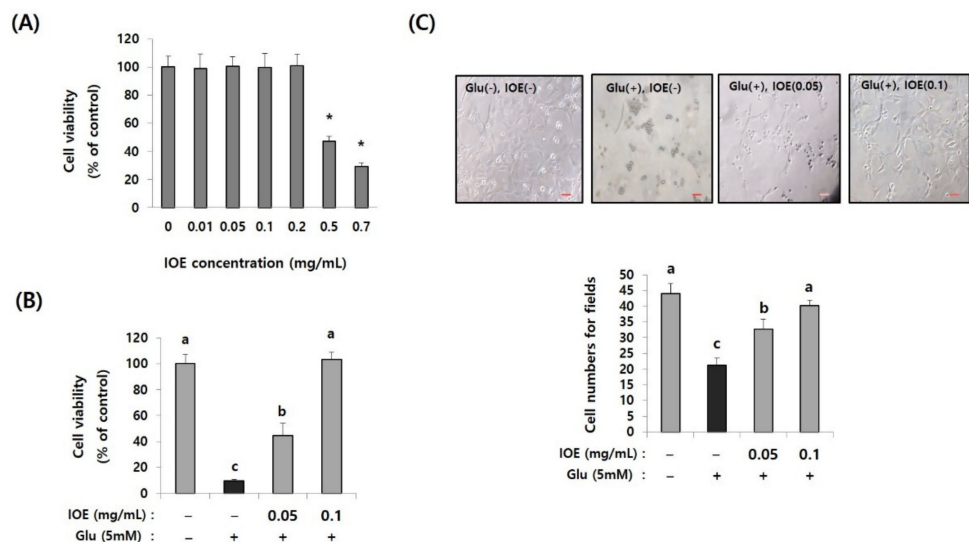 (A)
Cell viability
(% of control)
120
100
80
60
40
20
0
*
*
0 0.01 0.05 0.1 0.2 0.5 0.7
IOE concentration (mg/mL)
(B)
Cell viability
(% of control)
120
100
80
60
40
20
0
a
c
b
a
IOE (mg/mL) : – – 0.05 0.1
Glu (5mM) : – + + +
(C)
Glu(-), IOE(-)
Glu(+), IOE(-)
Glu(+), IOE(0.05)
Glu(+), IOE(0.1)
Cell numbers for fields
50
45
40
35
30
25
20
15
10
5
0
a
c
b
a
IOE (mg/mL) : – – 0.05 0.1
Glu (5mM) : – + + +